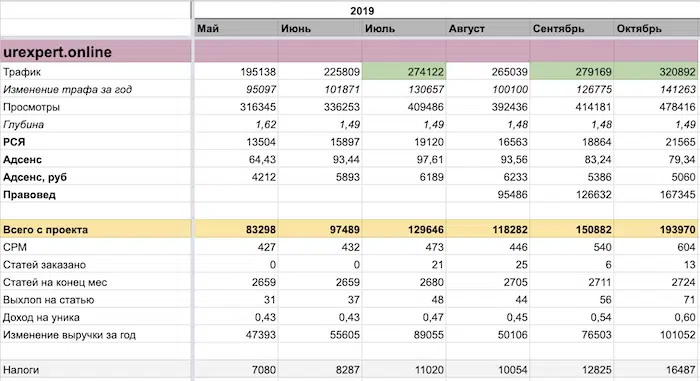 2019
Май Июнь Июль Август Сентябрь Октябрь
urexpert.online
Трафик 195138 225809 274122 265039 279169 320892
Изменение трафа за год 95097 101871 130657 100100 126775 141263
Просмотры 316345 336253 409486 392436 414181 478416
Глубина 1,62 1,49 1,49 1,48 1,48 1,49
РСЯ 13504 15897 19120 16563 18864 21565
Адсенс 64,43 93,44 97,61 93,56 83,24 79,34
Адсенс, руб 4212 5893 6189 6233 5386 5060
Правовед 95486 126632 167345
Всего с проекта 83298 97489 129646 118282 150882 193970
CPM 427 432 473 446 540 604
Статей заказано 0 0 21 25 6 13
Статей на конец мес 2659 2659 2680 2705 2711 2724
Выхлоп на статью 31 37 48 44 56 71
Доход на уника 0,43 0,43 0,47 0,45 0,54 0,60
Изменение выручки за год 47393 55605 89055 50106 76503 101052
Налоги 7080 8287 11020 10054 12825 16487